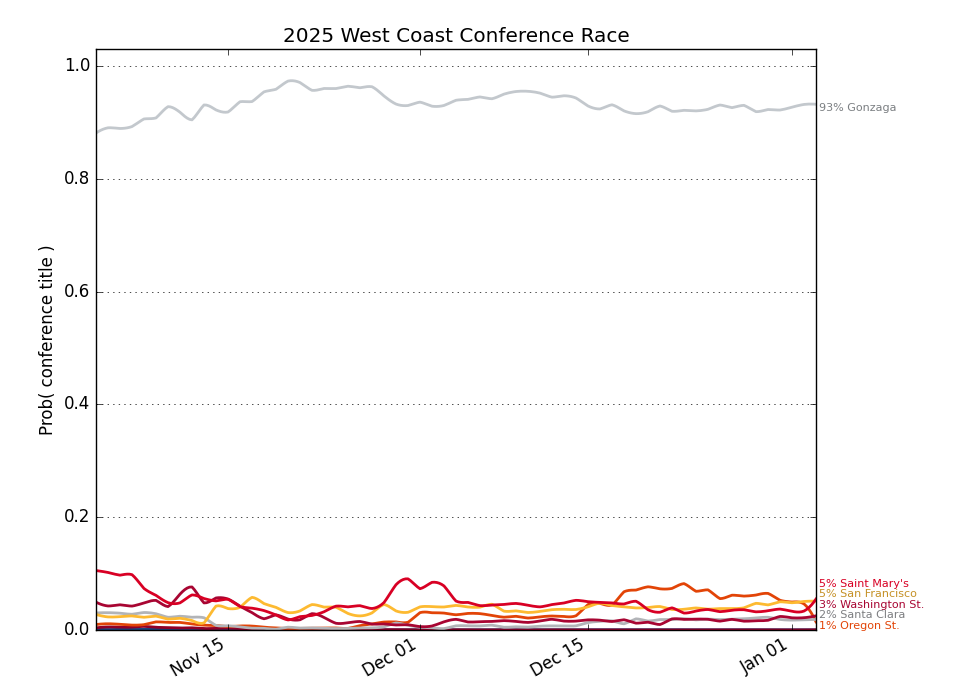 2025 West Coast Conference Race
Prob( conference title )
1.0
0.8
0.6
0.4
0.2
0.0
93% Gonzaga
5% Saint Mary's
5% San Francisco
3% Washington St.
2% Santa Clara
1% Oregon St.
Nov 15
Dec 01
Dec 15
Jan 01